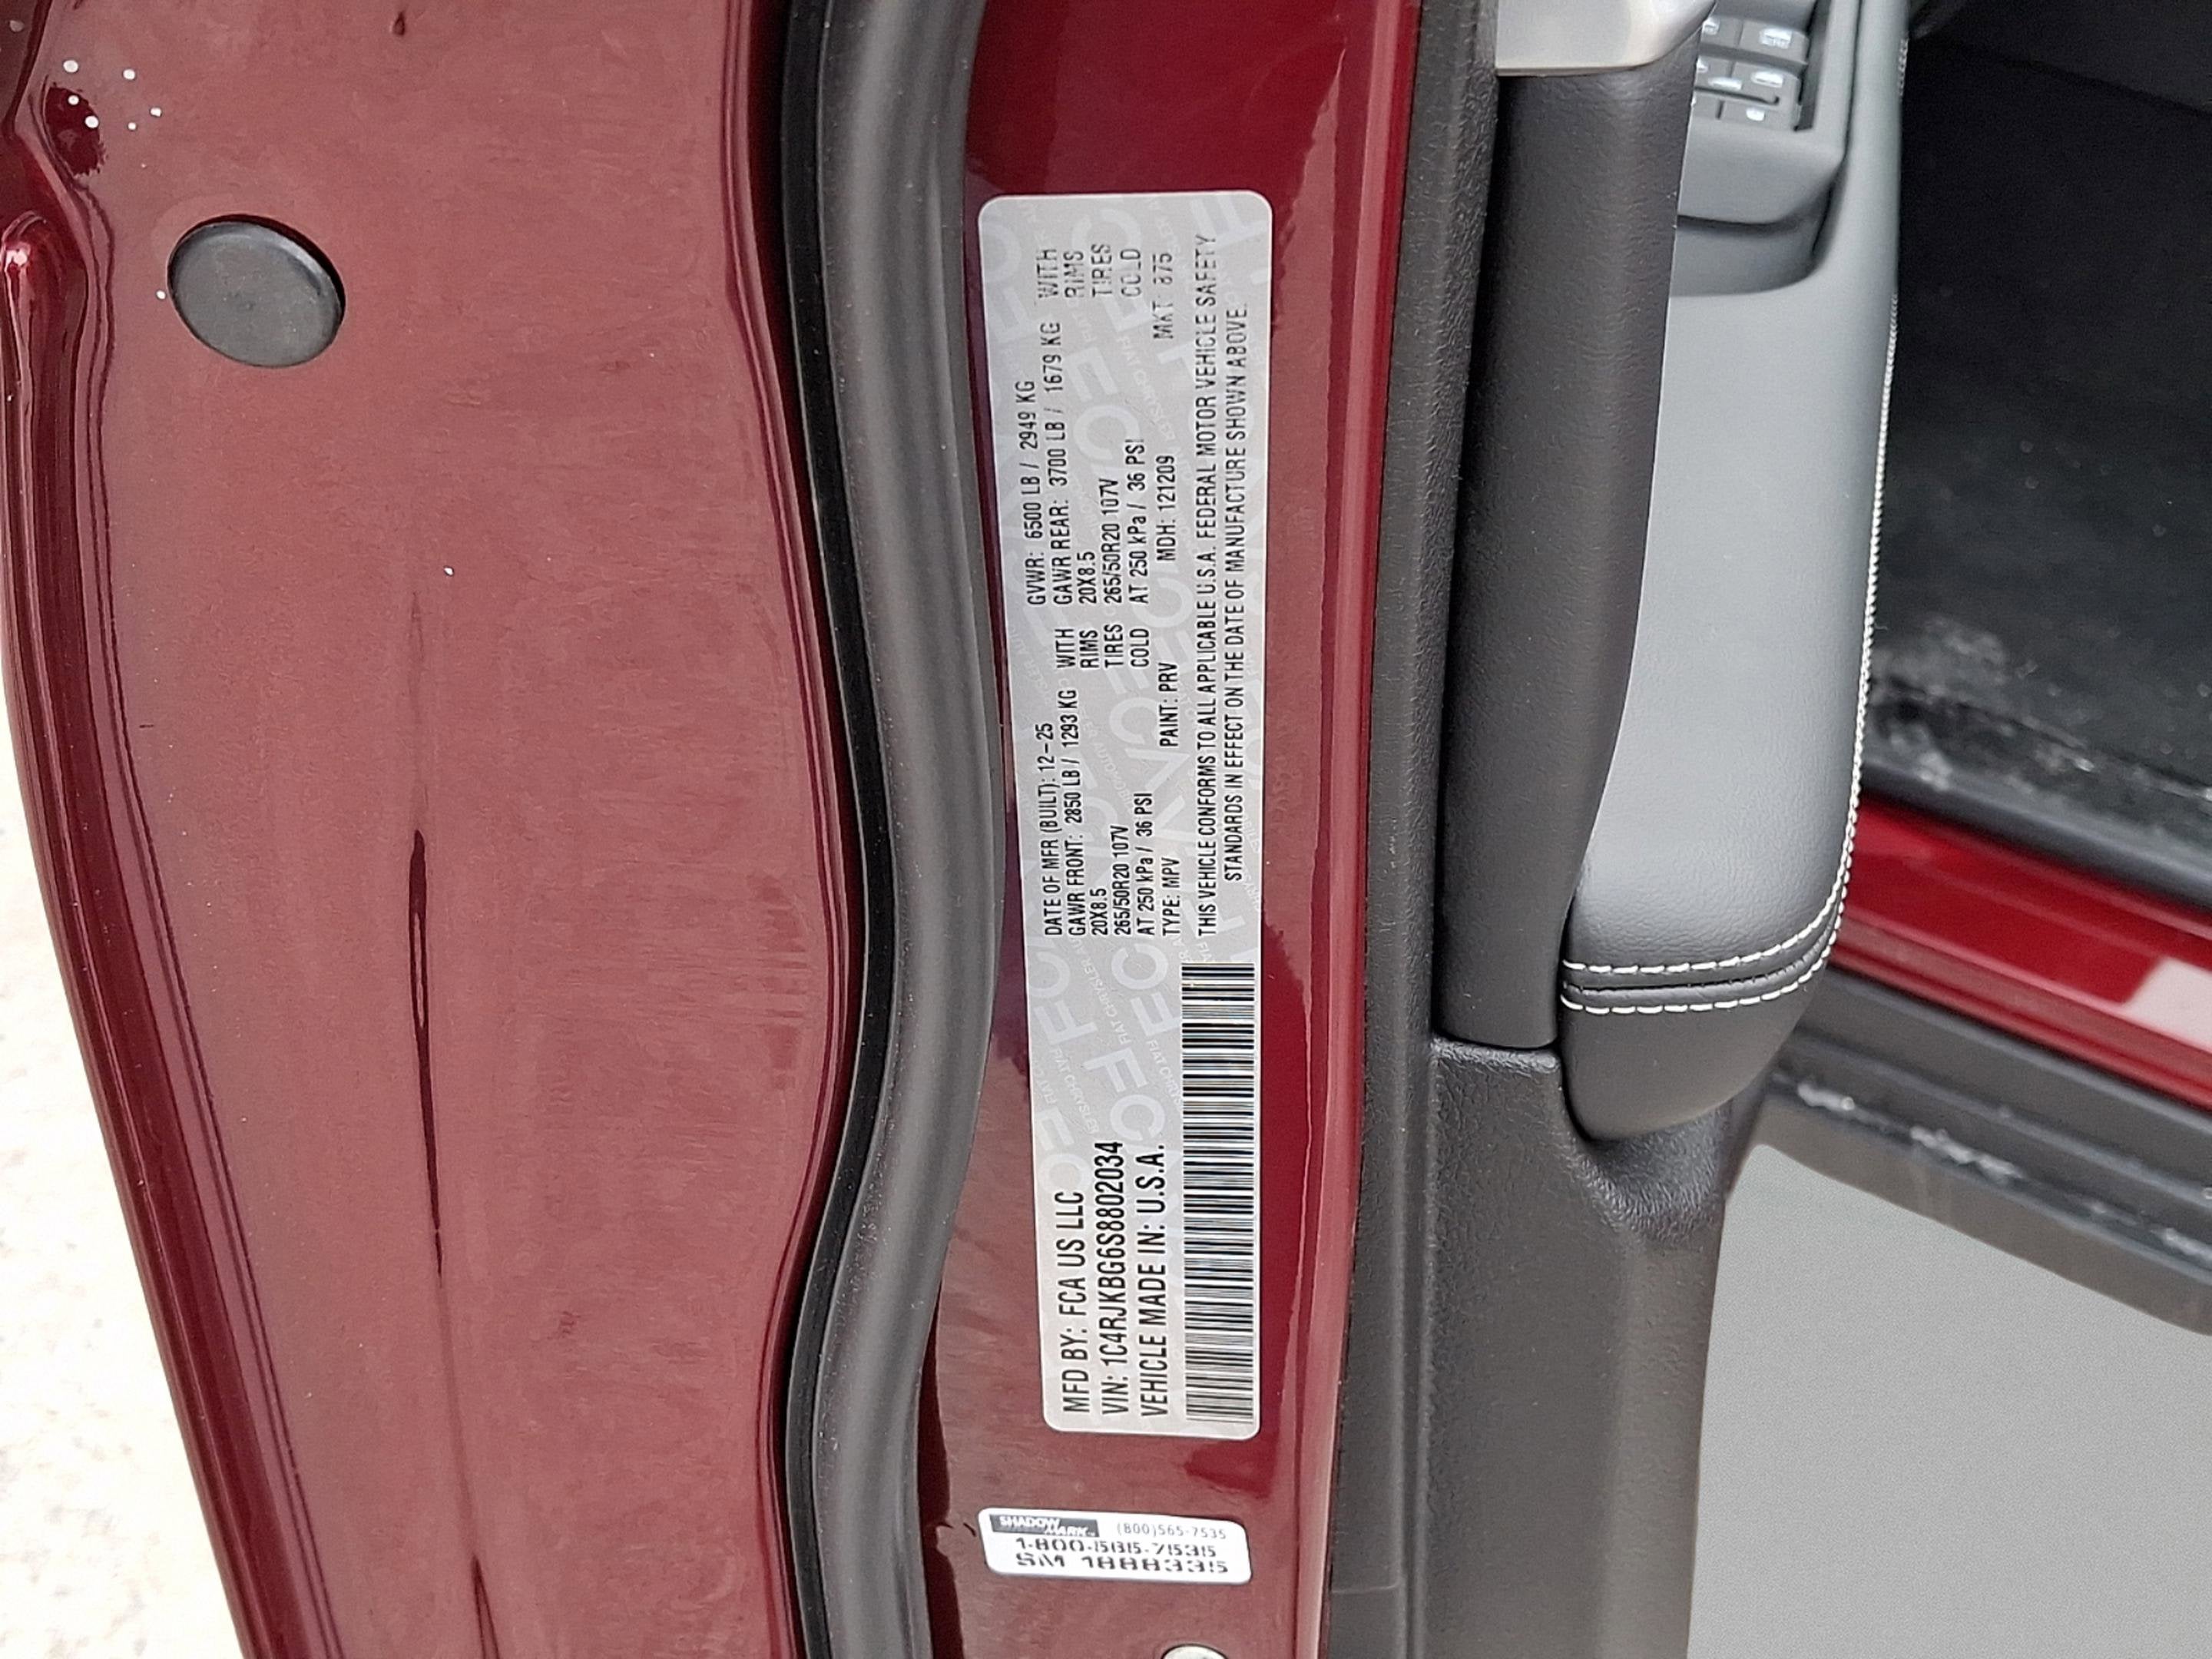 MFD BY: FCA US LLC
VIN: 1C4RJKBG6S8802034
VEHICLE MADE IN: U.S.A.
DATE OF MFR (BUILT): 12-25
GAWR FRONT: 2850 LB / 1293 KG WITH
20X8.5 RIMS
265/50R20 107V TIRES
AT 250 kPa / 36 PSI COLD
TYPE: MPV PAINT: PRV
GVWR: 6500 LB / 2949 KG
GAWR REAR: 3700 LB / 1679 KG WITH
20X8.5 RIMS
265/50R20 107V TIRES
AT 250 kPa / 36 PSI COLD
MDH: 121209 MKT 875
THIS VEHICLE CONFORMS TO ALL APPLICABLE U.S.A. FEDERAL MOTOR VEHICLE SAFETY
STANDARDS IN EFFECT ON THE DATE OF MANUFACTURE SHOWN ABOVE.
SHADOW
MARK (800)565-7535
1-800-565-7535
SM 1888335